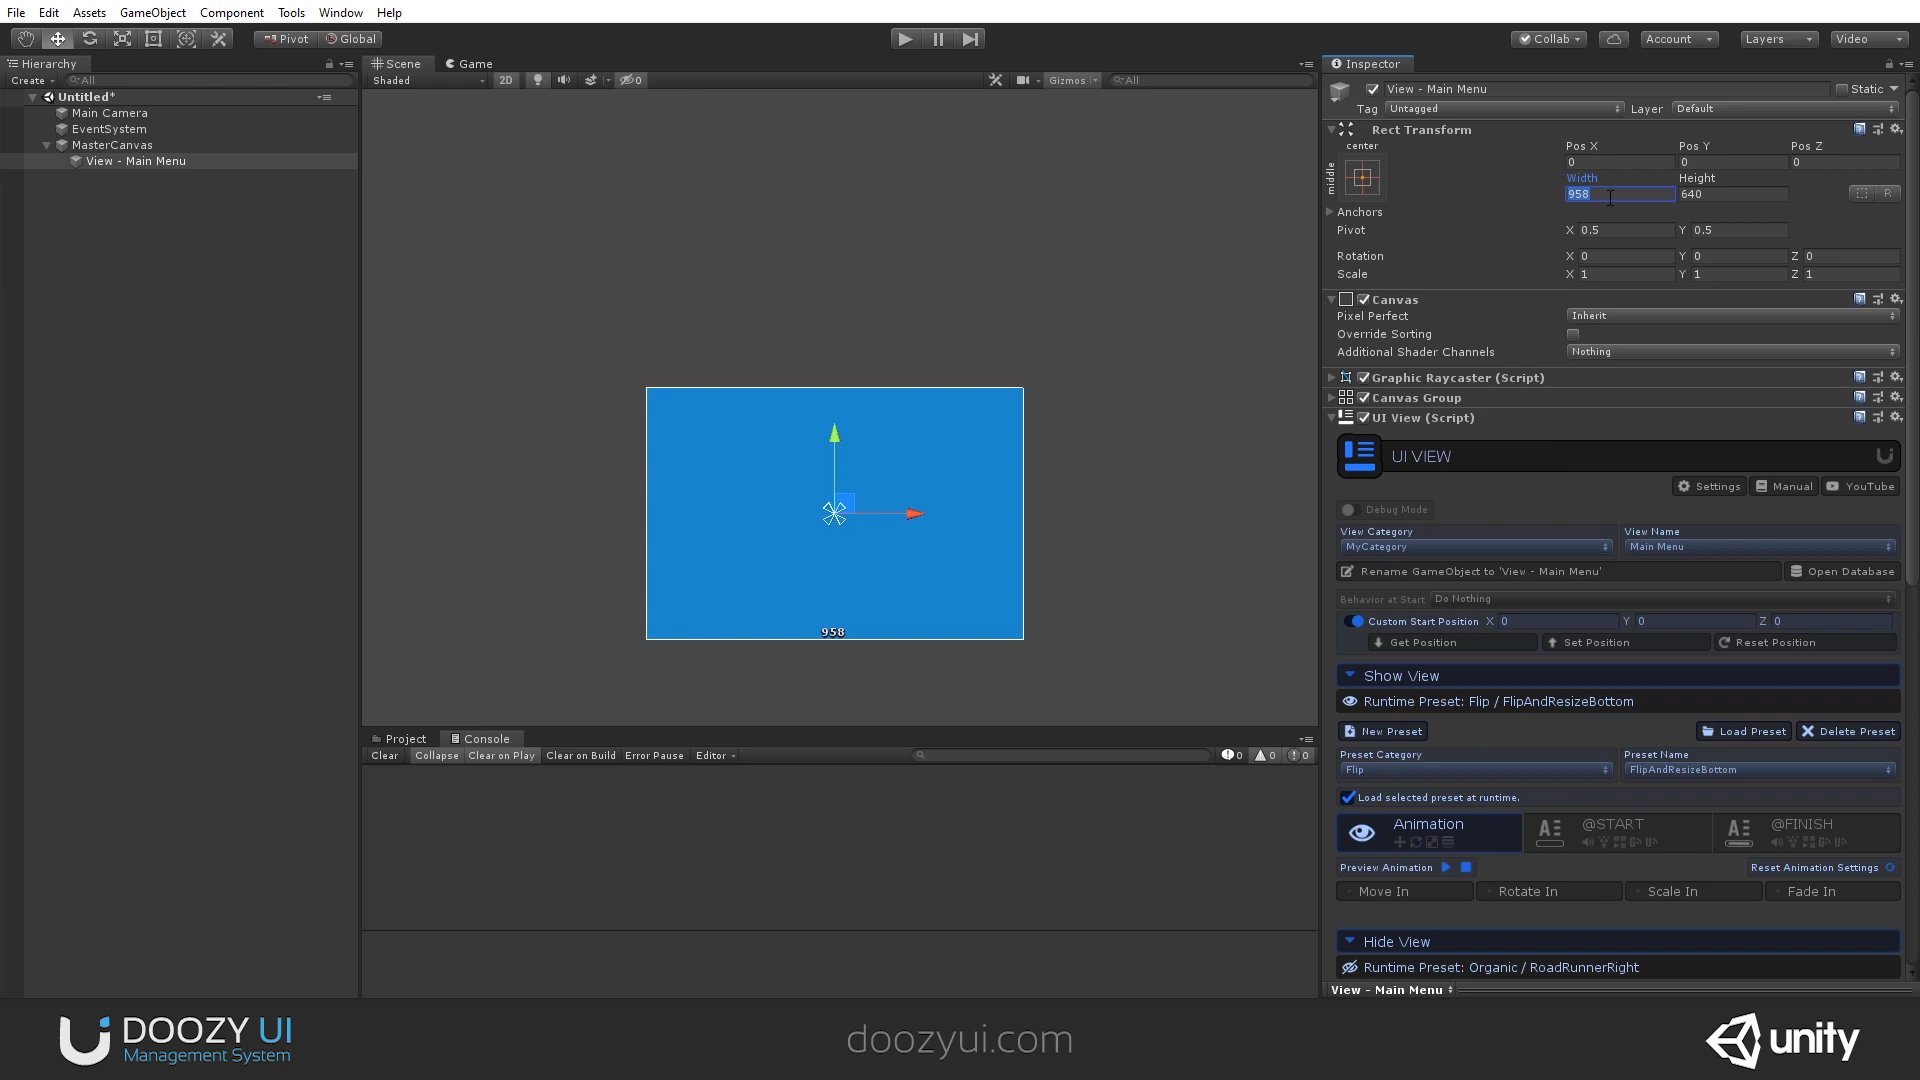 File Edit Assets GameObject Component Tools Window Help
Pivot Global Collab Account Layers Video
Hierarchy
Create All
Untitled*
Main Camera
EventSystem
MasterCanvas
View - Main Menu
Scene Game
Shaded 2D 0 Gizmos All
958
Project Console
Clear Collapse Clear on Play Clear on Build Error Pause Editor 0 0 0
Inspector
View - Main Menu Static
Tag Untagged Layer Default
Rect Transform
center Pos X Pos Y Pos Z
middle 0 0 0
Width Height
958 640 R
Anchors
Pivot X 0.5 Y 0.5
Rotation X 0 Y 0 Z 0
Scale X 1 Y 1 Z 1
Canvas
Pixel Perfect Inherit
Override Sorting
Additional Shader Channels Nothing
Graphic Raycaster (Script)
Canvas Group
UI View (Script)
UI VIEW
Settings Manual YouTube
Debug Mode
View Category View Name
MyCategory Main Menu
Rename GameObject to 'View - Main Menu' Open Database
Behavior at Start Do Nothing
Custom Start Position X 0 Y 0 Z 0
Get Position Set Position Reset Position
Show View
Runtime Preset: Flip / FlipAndResizeBottom
New Preset Load Preset Delete Preset
Preset Category Preset Name
Flip FlipAndResizeBottom
Load selected preset at runtime.
Animation @START @FINISH
Preview Animation Reset Animation Settings
Move In Rotate In Scale In Fade In
Hide View
Runtime Preset: Organic / RoadRunnerRight
View - Main Menu
DOOZY UI
Management System
doozyui.com
unity